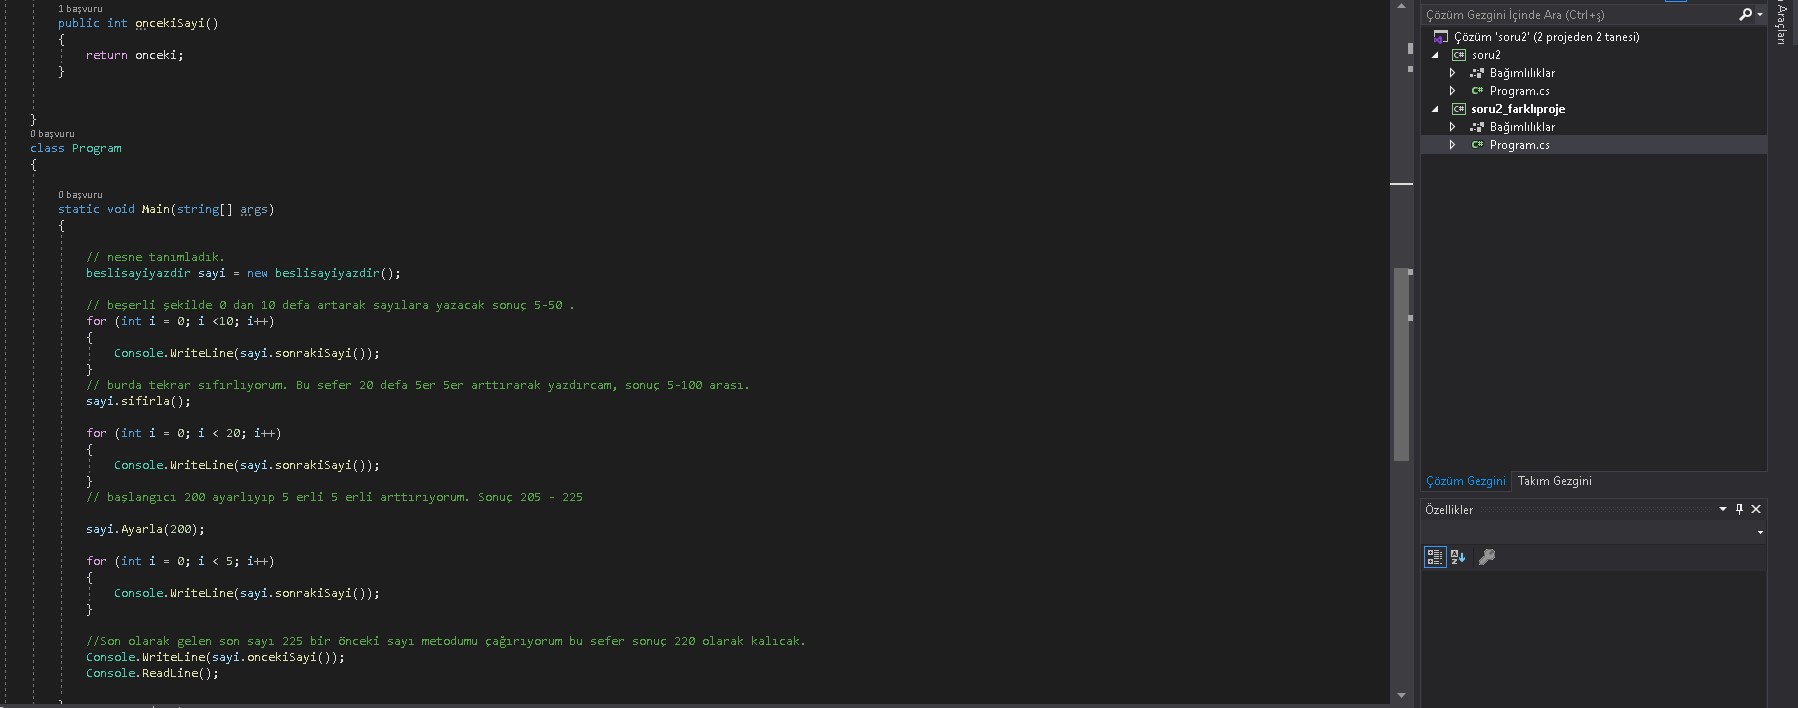 1 başvuru
public int oncekiSayi()
{
return onceki;
}
}
0 başvuru
class Program
{
0 başvuru
static void Main(string[] args)
{
// nesne tanımladık.
beslisayiyazdir sayi = new beslisayiyazdir();
// beşerli şekilde 0 dan 10 defa artarak sayılara yazacak sonuç 5-50 .
for (int i = 0; i <10; i++)
{
Console.WriteLine(sayi.sonrakiSayi());
}
// burda tekrar sıfırlıyorum. Bu sefer 20 defa 5er 5er arttırarak yazdırcam, sonuç 5-100 arası.
sayi.sifirla();
for (int i = 0; i < 20; i++)
{
Console.WriteLine(sayi.sonrakiSayi());
}
// başlangıcı 200 ayarlıyıp 5 erli 5 erli arttırıyorum. Sonuç 205 - 225
sayi.Ayarla(200);
for (int i = 0; i < 5; i++)
{
Console.WriteLine(sayi.sonrakiSayi());
}
//Son olarak gelen son sayı 225 bir önceki sayı metodumu çağırıyorum bu sefer sonuç 220 olarak kalıcak.
Console.WriteLine(sayi.oncekiSayi());
Console.ReadLine();
}
Çözüm Gezgini İçinde Ara (Ctrl+ş)
Çözüm 'soru2' (2 projeden 2 tanesi)
C# soru2
Bağımlılıklar
C# Program.cs
C# soru2_farklıproje
Bağımlılıklar
C# Program.cs
Çözüm Gezgini Takım Gezgini
Özellikler
Araçları